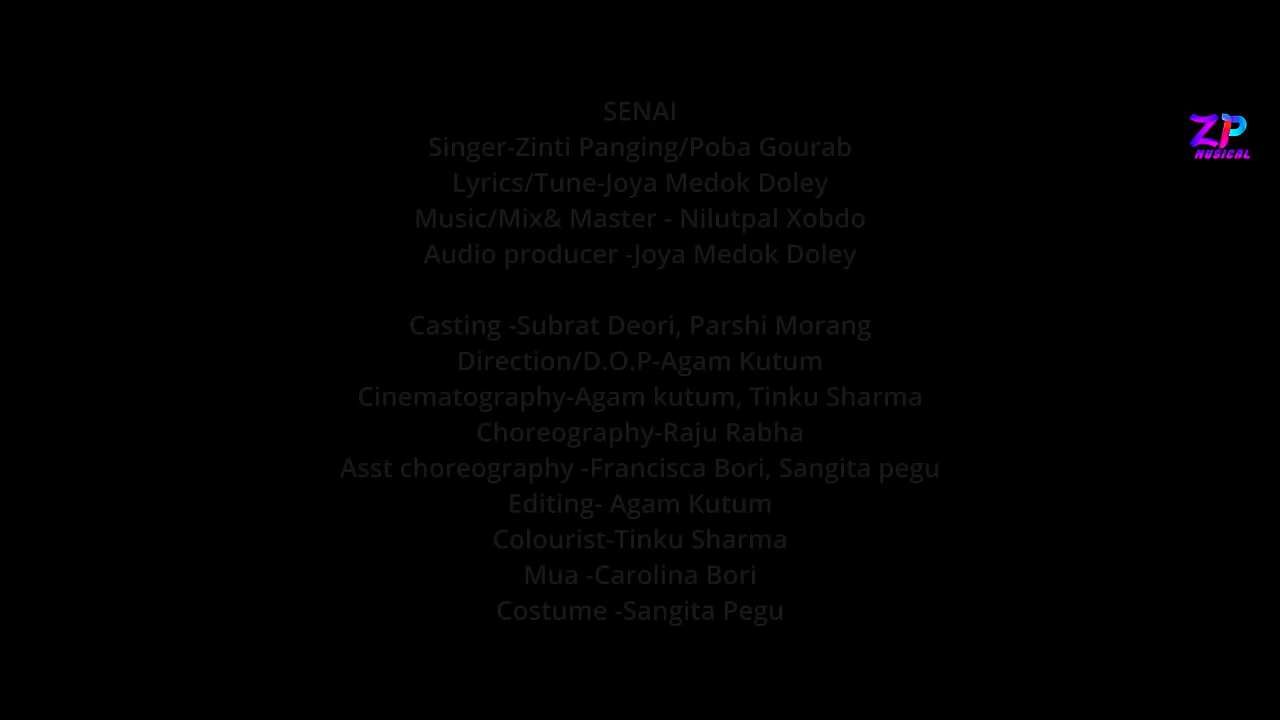 SENAI
Singer-Zinti Panging/Poba Gourab
Lyrics/Tune-Joya Medok Doley
Music/Mix& Master - Nilutpal Xobdo
Audio producer -Joya Medok Doley
Casting -Subrat Deori, Parshi Morang
Direction/D.O.P-Agam Kutum
Cinematography-Agam kutum, Tinku Sharma
Choreography-Raju Rabha
Asst choreography -Francisca Bori, Sangita pegu
Editing- Agam Kutum
Colourist-Tinku Sharma
Mua -Carolina Bori
Costume -Sangita Pegu
ZP
MUSICAL